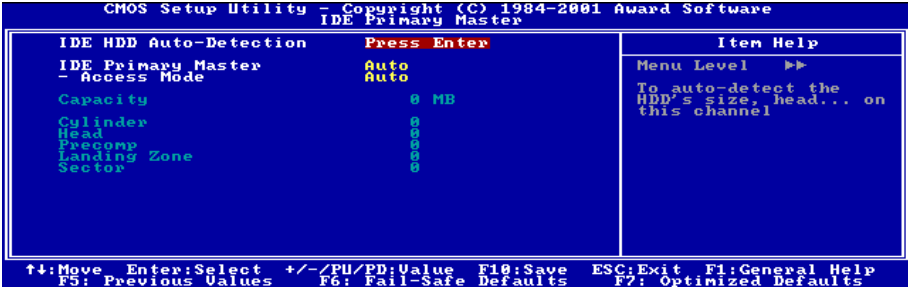 CMOS Setup Utility - Copyright (C) 1984-2001 Award Software
IDE Primary Master
IDE HDD Auto-Detection Press Enter
IDE Primary Master Auto
- Access Mode Auto
Capacity 0 MB
Cylinder 0
Head 0
Precomp 0
Landing Zone 0
Sector 0
Item Help
Menu Level ▶▶
To auto-detect the
HDD's size, head... on
this channel
↑↓:Move Enter:Select +/-/PU/PD:Value F10:Save ESC:Exit F1:General Help
F5: Previous Values F6: Fail-Safe Defaults F7: Optimized Defaults